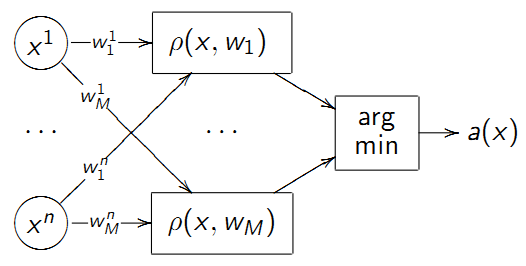 x¹ w₁¹ ρ(x, w₁)
w_M¹
arg
min
a(x)
... ...
w₁ⁿ
xⁿ w_Mⁿ ρ(x, w_M)